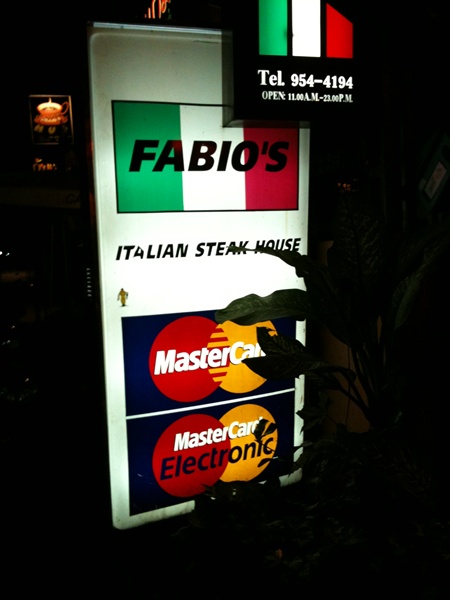 Tel. 954-4194
OPEN: 11.00A.M.-23.00P.M.
FABIO'S
ITALIAN STEAK HOUSE
MasterCard
MasterCard
Electronic